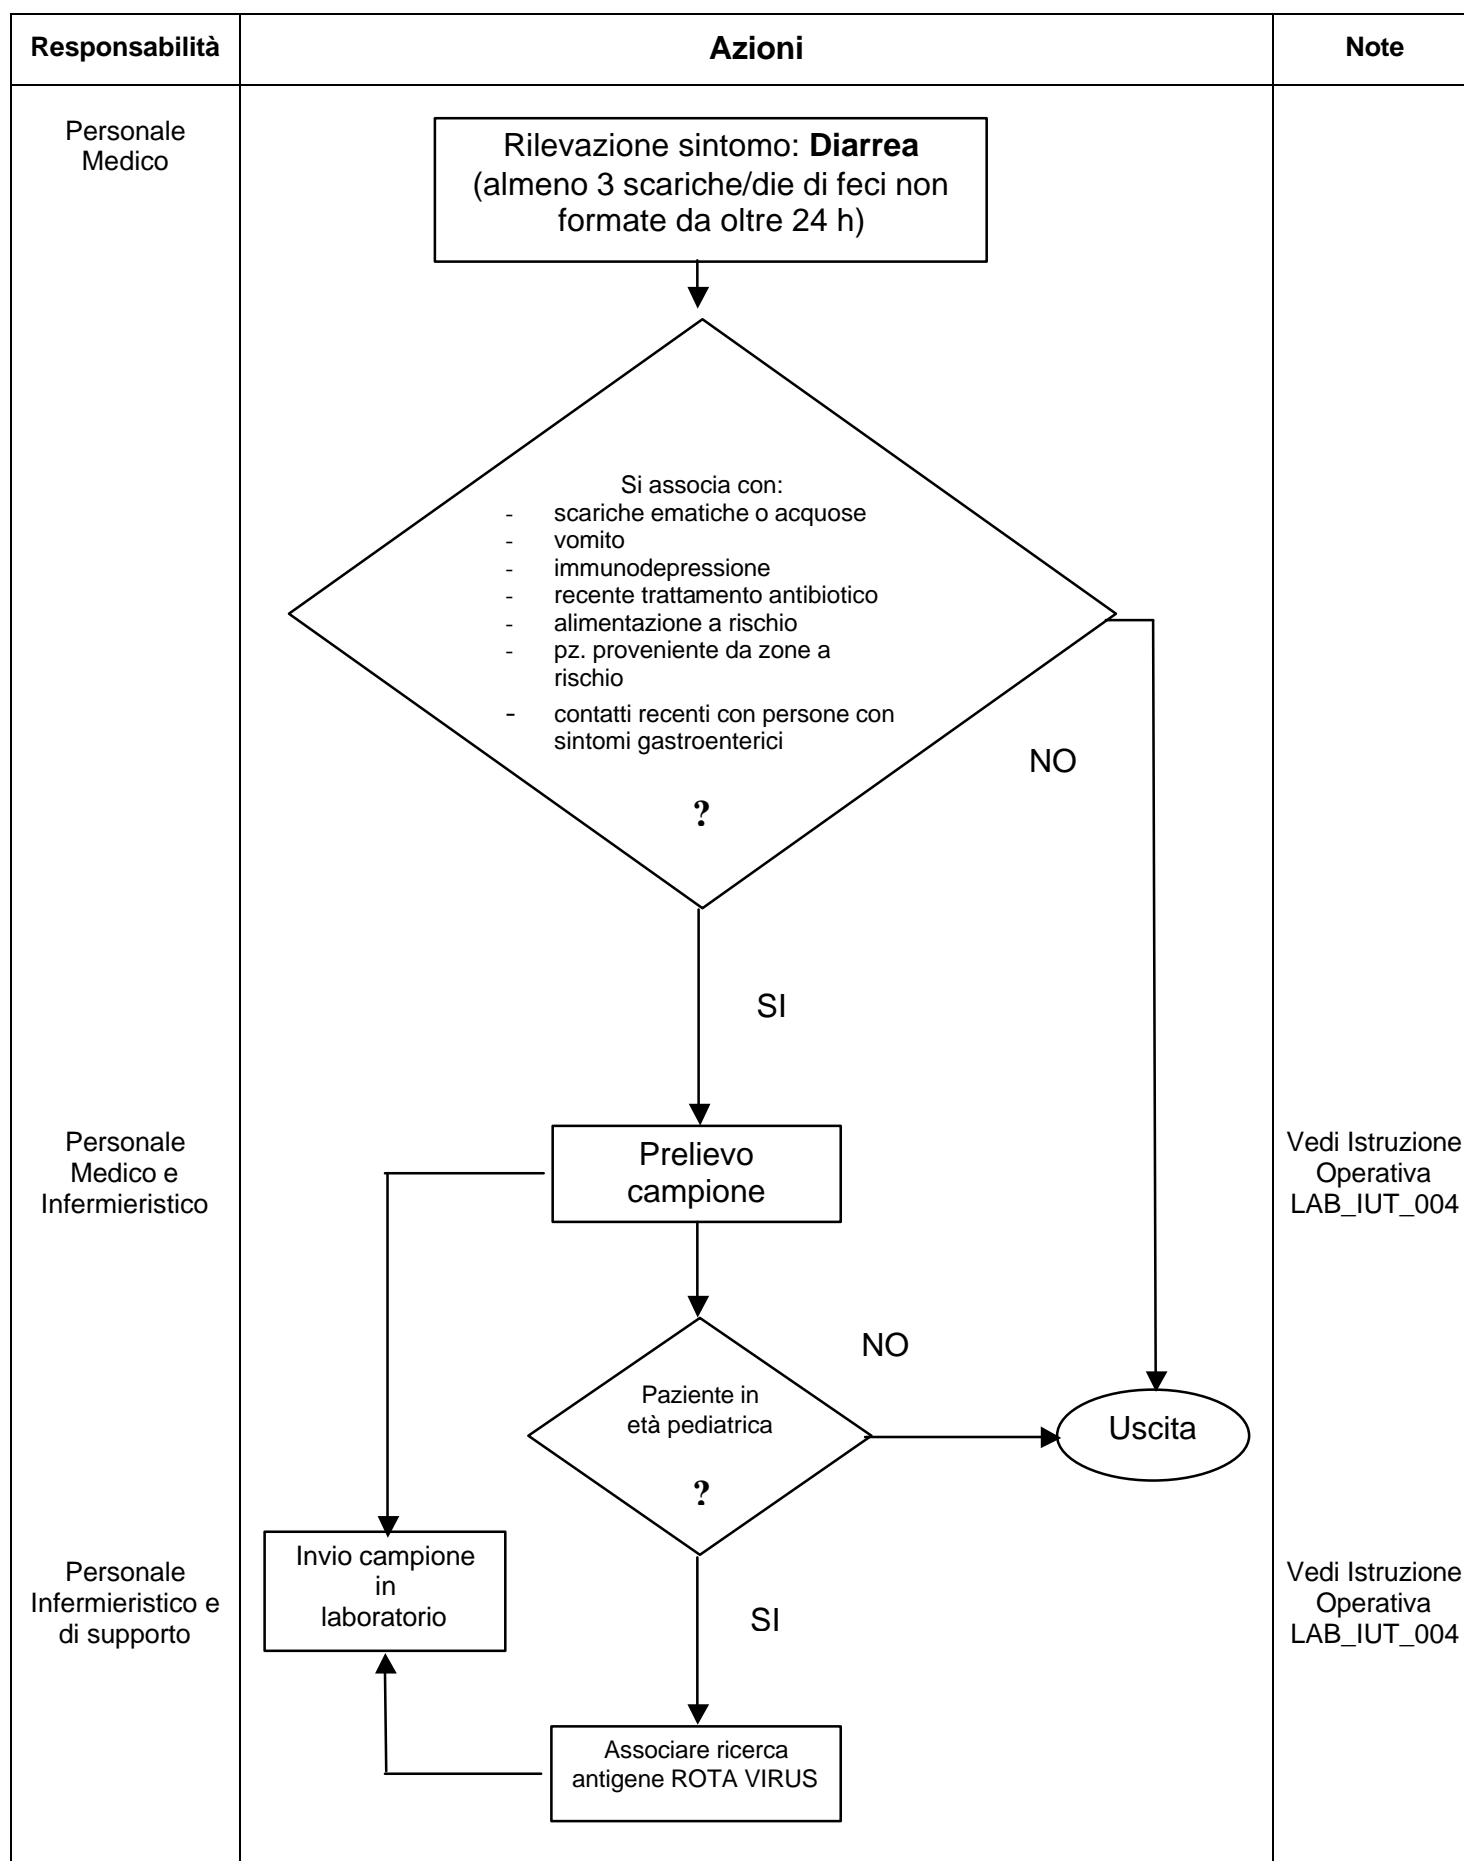 Responsabilità
Azioni
Note
Personale
Medico
Rilevazione sintomo: Diarrea
(almeno 3 scariche/die di feci non
formate da oltre 24 h)
Si associa con:
- scariche ematiche o acquose
- vomito
- immunodepressione
- recente trattamento antibiotico
- alimentazione a rischio
- pz. proveniente da zone a
rischio
- contatti recenti con persone con
sintomi gastroenterici
?
NO
SI
Personale
Medico e
Infermieristico
Prelievo
campione
Vedi Istruzione
Operativa
LAB_IUT_004
Paziente in
età pediatrica
?
NO
Uscita
Personale
Infermieristico e
di supporto
Invio campione
in
laboratorio
SI
Vedi Istruzione
Operativa
LAB_IUT_004
Associare ricerca
antigene ROTA VIRUS